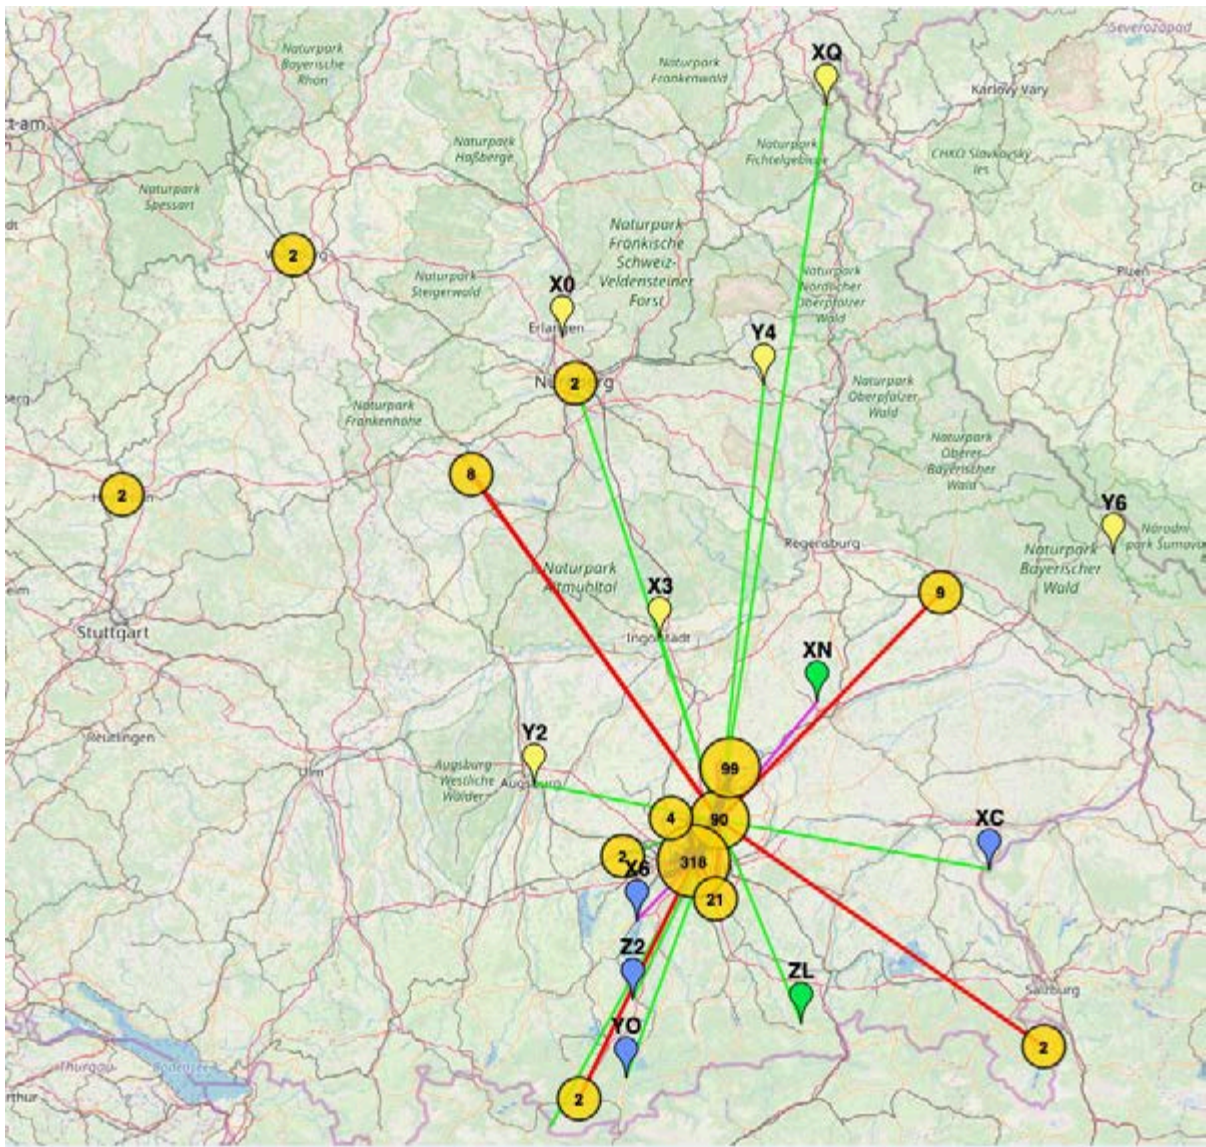 Severozápad
Naturpark
Bayerische
Rhön
XQ
Naturpark
Frankenwald
Karlovy Vary
t am
Naturpark
Haßberge
Naturpark
Fichtelgebirge
CHKO Slavkovský
les
Naturpark
Spessart
2
Naturpark
Fränkische
Schweiz-
Veldensteiner
Forst
Naturpark
Steigerwald
Naturpark
Nördlicher
Oberpfälzer
Wald
Plzeň
X0
Erlangen
Y4
2
Naturpark
Oberpfälzer
Wald
Naturpark
Frankenhöhe
Naturpark
Oberer
Bayerischer
Wald
8
2
Y6
Národní
park Šumava
Regensburg
Naturpark
Bayerischer
Wald
Naturpark
Altmühltal
9
X3
Ingolstadt
Stuttgart
XN
Reutlingen
Y2
Ulm
Augsburg
Westliche
Wälder
Augsburg
99
4
90
XC
2
318
X6
21
Z2
ZL
Salzburg
YO
2
Thurgau
Bodensee
2